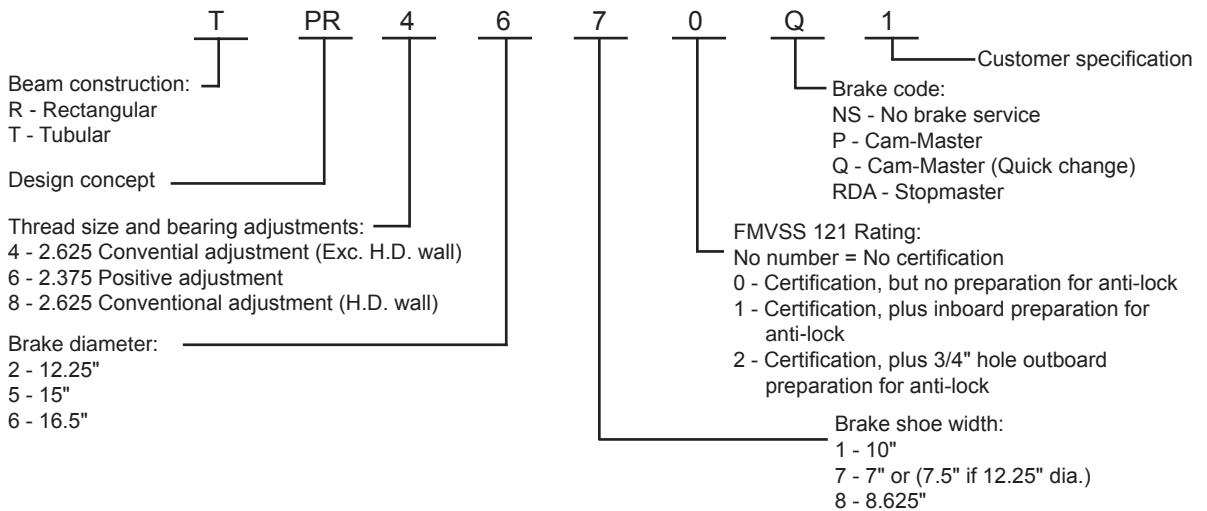 T PR 4 6 7 0 Q 1
Customer specification
Beam construction:
R - Rectangular
T - Tubular
Brake code:
NS - No brake service
P - Cam-Master
Q - Cam-Master (Quick change)
RDA - Stopmaster
Design concept
Thread size and bearing adjustments:
4 - 2.625 Convential adjustment (Exc. H.D. wall)
6 - 2.375 Positive adjustment
8 - 2.625 Conventional adjustment (H.D. wall)
FMVSS 121 Rating:
No number = No certification
0 - Certification, but no preparation for anti-lock
1 - Certification, plus inboard preparation for
anti-lock
2 - Certification, plus 3/4" hole outboard
preparation for anti-lock
Brake diameter:
2 - 12.25"
5 - 15"
6 - 16.5"
Brake shoe width:
1 - 10"
7 - 7" or (7.5" if 12.25" dia.)
8 - 8.625"